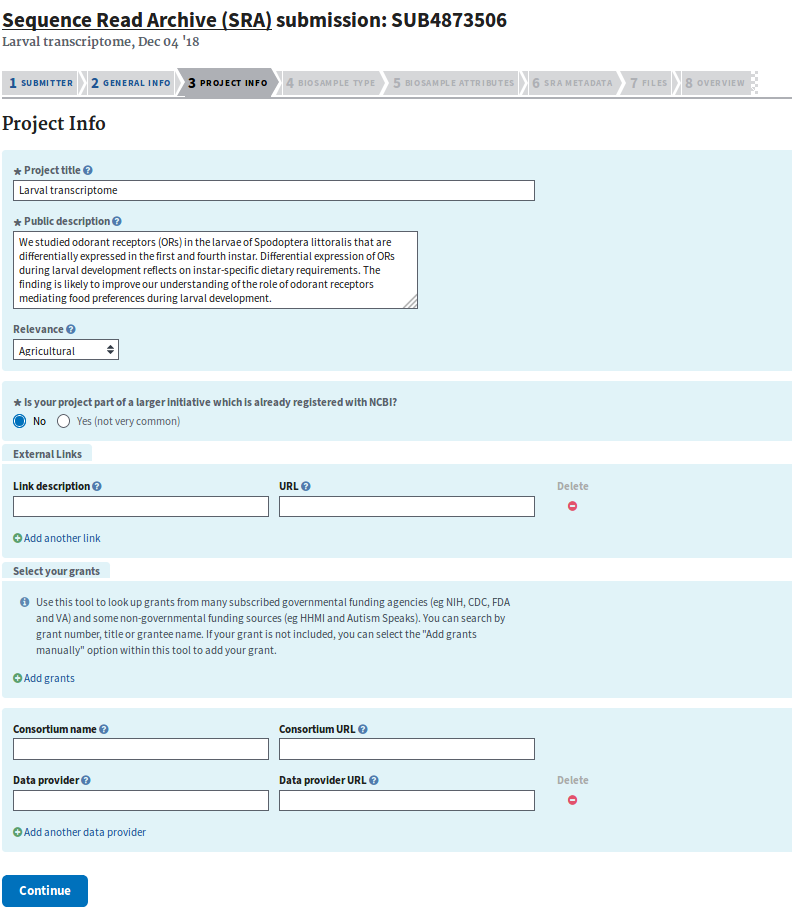 Sequence Read Archive (SRA) submission: SUB4873506
Larval transcriptome, Dec 04 '18
1 SUBMITTER 2 GENERAL INFO 3 PROJECT INFO 4 BIOSAMPLE TYPE 5 BIOSAMPLE ATTRIBUTES 6 SRA METADATA 7 FILES 8 OVERVIEW
Project Info
* Project title ?
Larval transcriptome
* Public description ?
We studied odorant receptors (ORs) in the larvae of Spodoptera littoralis that are
differentially expressed in the first and fourth instar. Differential expression of ORs
during larval development reflects on instar-specific dietary requirements. The
finding is likely to improve our understanding of the role of odorant receptors
mediating food preferences during larval development.
Relevance ?
Agricultural
* Is your project part of a larger initiative which is already registered with NCBI?
No Yes (not very common)
External Links
Link description ? URL ? Delete
Add another link
Select your grants
Use this tool to look up grants from many subscribed governmental funding agencies (eg NIH, CDC, FDA
and VA) and some non-governmental funding sources (eg HHMI and Autism Speaks). You can search by
grant number, title or grantee name. If your grant is not included, you can select the "Add grants
manually" option within this tool to add your grant.
Add grants
Consortium name ? Consortium URL ?
Data provider ? Data provider URL ? Delete
Add another data provider
Continue